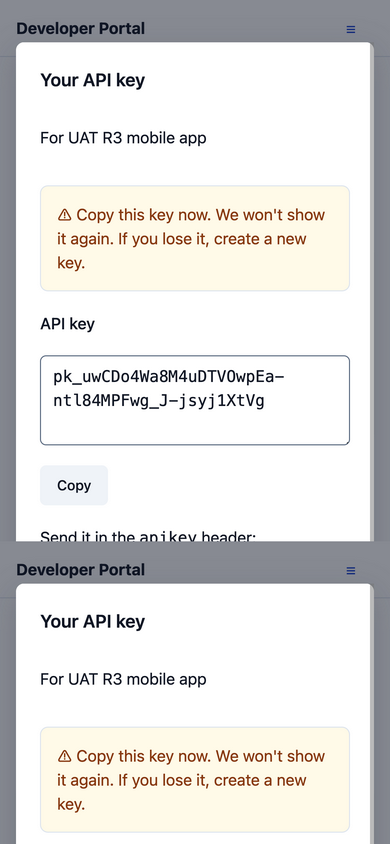 Developer Portal
Your API key
For UAT R3 mobile app
⚠ Copy this key now. We won't show
it again. If you lose it, create a new
key.
API key
pk_uwCDo4Wa8M4uDTVOwpEa-
ntl84MPFwg_J-jsyj1XtVg
Copy
Send it in the apikey header:
Developer Portal
Your API key
For UAT R3 mobile app
⚠ Copy this key now. We won't show
it again. If you lose it, create a new
key.